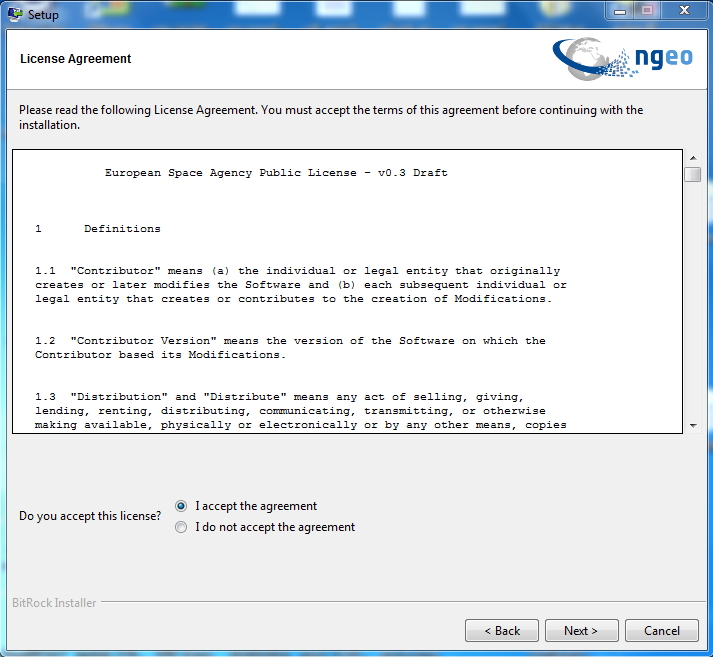 Setup
License Agreement
ngeo
Please read the following License Agreement. You must accept the terms of this agreement before continuing with the
installation.
European Space Agency Public License - v0.3 Draft
1 Definitions
1.1 "Contributor" means (a) the individual or legal entity that originally
creates or later modifies the Software and (b) each subsequent individual or
legal entity that creates or contributes to the creation of Modifications.
1.2 "Contributor Version" means the version of the Software on which the
Contributor based its Modifications.
1.3 "Distribution" and "Distribute" means any act of selling, giving,
lending, renting, distributing, communicating, transmitting, or otherwise
making available, physically or electronically or by any other means, copies
Do you accept this license?
I accept the agreement
I do not accept the agreement
BitRock Installer
< Back Next > Cancel